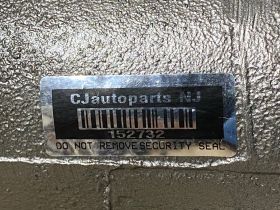 CJautoparts NJ
152732
DO NOT REMOVE SECURITY SEAL